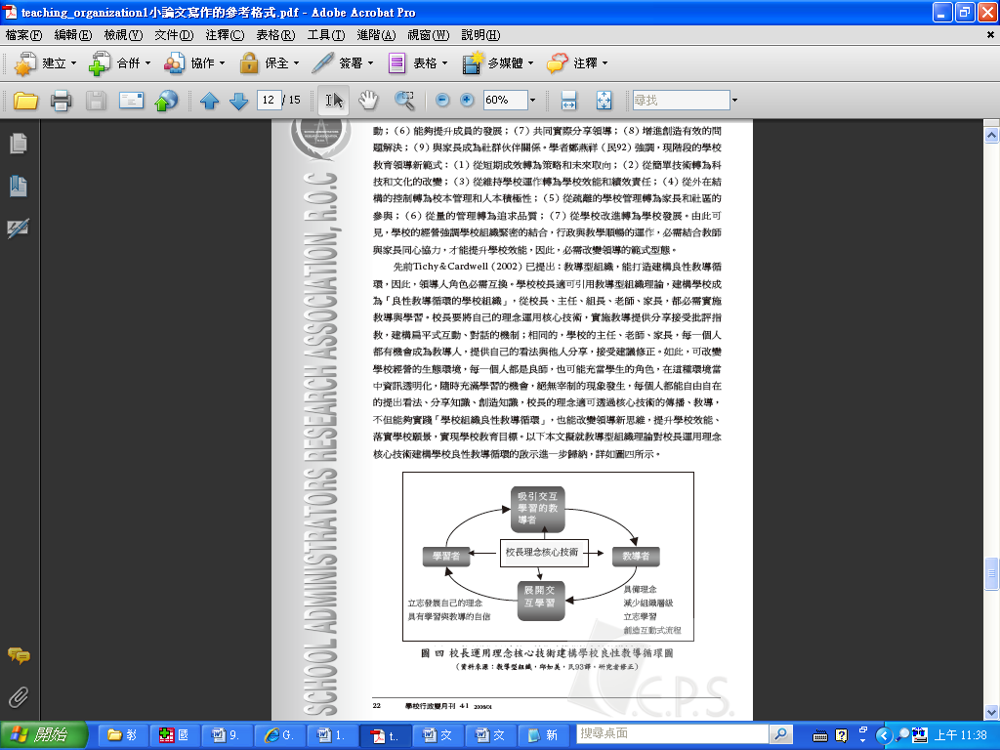 teaching_organization1小論文寫作的參考格式.pdf - Adobe Acrobat Pro
檔案(F) 編輯(E) 檢視(V) 文件(D) 注釋(C) 表格(R) 工具(T) 進階(A) 視窗(W) 說明(H)
建立 合併 協作 保全 簽署 表格 多媒體 注釋
12 / 15 60% 尋找
SCHOOL ADMINISTRATORS RESEARCH ASSOCIATION, R.O.C
動；（6）能夠提升成員的發展；（7）共同實際分享領導；（8）增進創造有效的問
題解決；（9）與家長成為社群伙伴關係。學者鄭燕祥（民92）強調，現階段的學校
教育領導新範式：（1）從短期成效轉為策略和未來取向；（2）從簡單技術轉為科
技和文化的改變；（3）從維持學校運作轉為學校效能和績效責任；（4）從外在結
構的控制轉為校本管理和人本積極性；（5）從疏離的學校管理轉為家長和社區的
參與；（6）從量的管理轉為追求品質；（7）從學校改進轉為學校發展。由此可
見，學校的經營強調學校組織緊密的結合，行政與教學順暢的運作，必需結合教師
與家長同心協力，才能提升學校效能，因此，必需改變領導的範式型態。
先前Tichy＆Cardwell（2002）已提出：教導型組織，能打造建構良性教導循
環，因此，領導人角色必需互換。學校校長適可引用教導型組織理論，建構學校成
為「良性教導循環的學校組織」，從校長、主任、組長、老師、家長，都必需實施
教導與學習。校長要將自己的理念運用核心技術，實施教導提供分享接受批評指
教，建構扁平式互動、對話的機制；相同的，學校的主任、老師、家長，每一個人
都有機會成為教導人，提供自己的看法與他人分享，接受建議修正。如此，可改變
學校經營的生態環境，每一個人都是良師，也可能充當學生的角色，在這種環境當
中資訊透明化，隨時充滿學習的機會，絕無宰制的現象發生，每個人都能自由自在
的提出看法、分享知識、創造知識，校長的理念適可透過核心技術的傳播、教導，
不但能夠實踐「學校組織良性教導循環」，也能改變領導新思維，提升學校效能、
落實學校願景，實現學校教育目標。以下本文擬就教導型組織理論對校長運用理念
核心技術建構學校良性教導循環的啟示進一步歸納，詳如圖四所示。
吸引交互
學習的教
導者
學習者
校長理念核心技術
教導者
展開交
互學習
立志發展自己的理念
具有學習與教導的自信
具備理念
減少組織層級
立志學習
創造互動式流程
圖 四 校長運用理念核心技術建構學校良性教導循環圖
（資料來源：教導型組織，邱如美，民93譯。研究者修正）
C.E.P.S.
22 學校行政雙月刊 41 2006/01
開始 彩 區 9. G. 1. t.. 文 文 新 搜尋桌面 上午 11:38